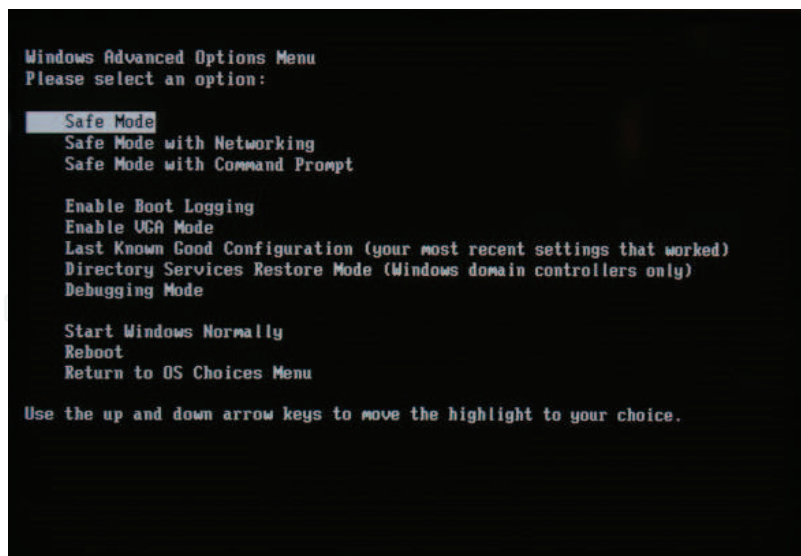 Windows Advanced Options Menu
Please select an option:
Safe Mode
Safe Mode with Networking
Safe Mode with Command Prompt
Enable Boot Logging
Enable VGA Mode
Last Known Good Configuration (your most recent settings that worked)
Directory Services Restore Mode (Windows domain controllers only)
Debugging Mode
Start Windows Normally
Reboot
Return to OS Choices Menu
Use the up and down arrow keys to move the highlight to your choice.